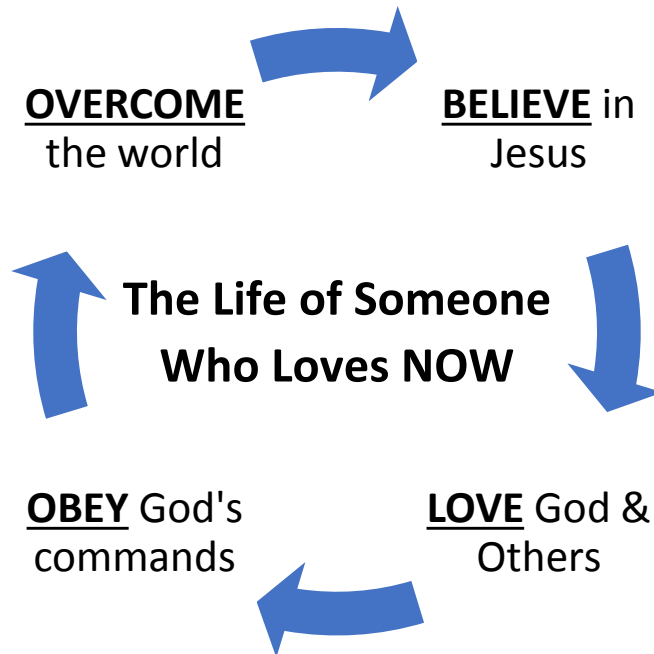 OVERCOME
the world
BELIEVE in
Jesus
The Life of Someone
Who Loves NOW
OBEY God's
commands
LOVE God &
Others